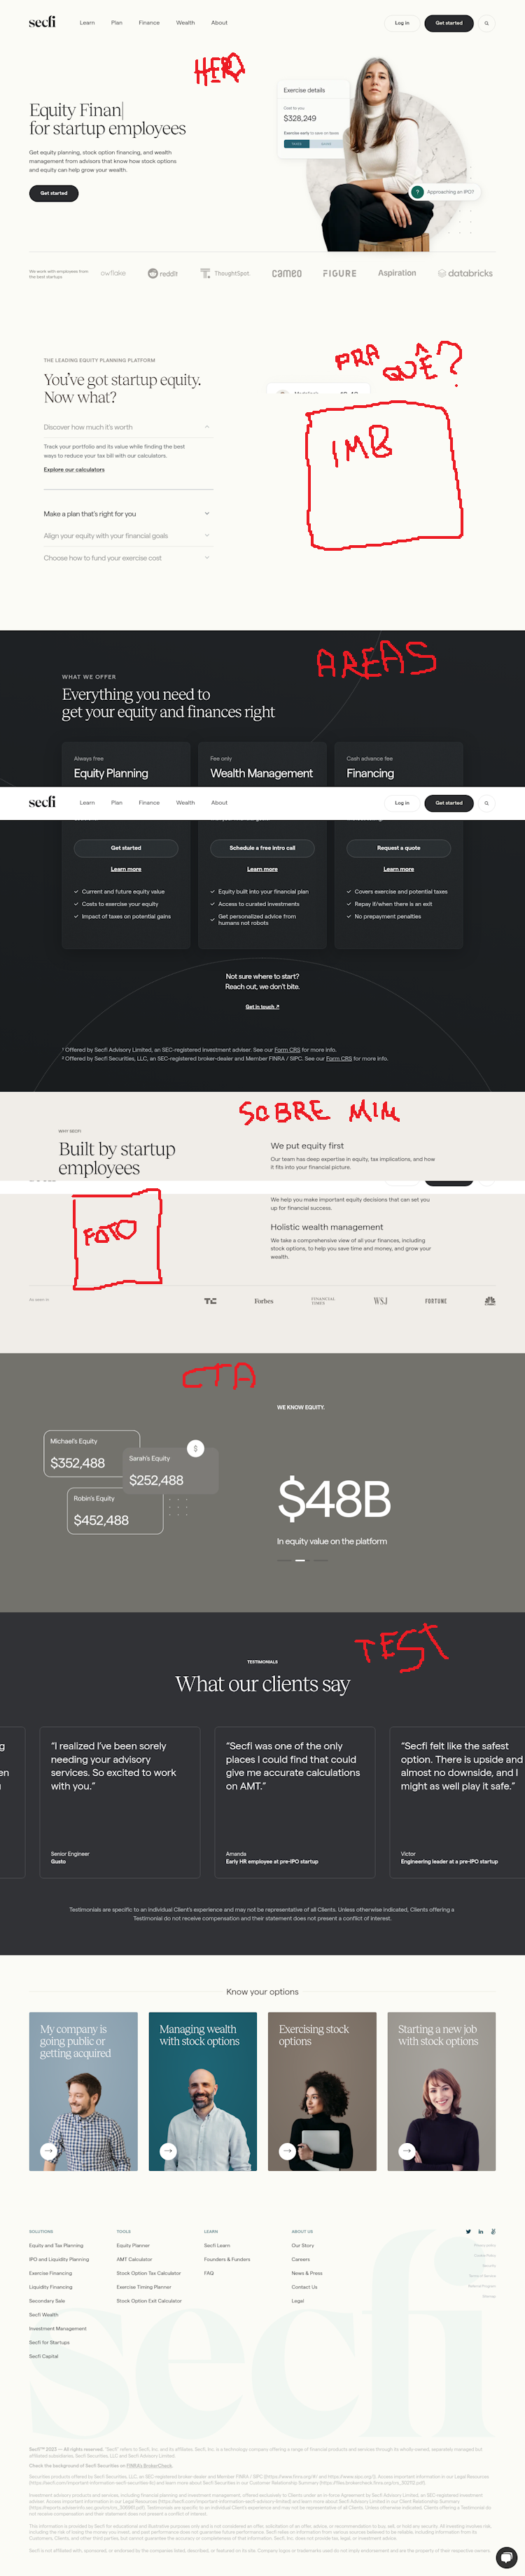 secfi
Learn Plan Finance Wealth About Log in Get started
HERO
Equity Finan|
for startup employees
Get equity planning, stock option financing, and wealth
management from advisors that know how stock options
and equity can help grow your wealth.
Get started
Exercise details
Cost to you
$328,249
Exercise early to save on taxes
? Approaching an IPO?
We work with employees from
the best startups
owflake reddit ThoughtSpot. cameo FIGURE Aspiration databricks
PRA QUÊ?
THE LEADING EQUITY PLANNING PLATFORM
You've got startup equity.
Now what?
Discover how much it's worth
Track your portfolio and its value while finding the best
ways to reduce your tax bill with our calculators.
Explore our calculators
IMG
Make a plan that's right for you
Align your equity with your financial goals
Choose how to fund your exercise cost
AREAS
WHAT WE OFFER
Everything you need to
get your equity and finances right
Always free Fee only Cash advance fee
Equity Planning Wealth Management Financing
secfi
Learn Plan Finance Wealth About Log in Get started
Get started Schedule a free intro call Request a quote
Learn more Learn more Learn more
Current and future equity value
Costs to exercise your equity
Impact of taxes on potential gains
Equity built into your financial plan
Access to curated investments
Get personalized advice from
humans not robots
Covers exercise and potential taxes
Repay if/when there is an exit
No prepayment penalties
Not sure where to start?
Reach out, we don't bite.
Get in touch ↗
¹ Offered by Secfi Advisory Limited, an SEC-registered investment adviser. See our Form CRS for more info.
² Offered by Secfi Securities, LLC, an SEC-registered broker-dealer and Member FINRA / SIPC. See our Form CRS for more info.
SOBRE MIM
WHY SECFI
Built by startup
employees
We put equity first
Our team has deep expertise in equity, tax implications, and how
it fits into your financial picture.
We help you make important equity decisions that can set you
up for financial success.
FOTO
Holistic wealth management
We take a comprehensive view of all your finances, including
stock options, to help you save time and money, and grow your
wealth.
As seen in
TC Forbes FINANCIAL TIMES WSJ FORTUNE
CTA
WE KNOW EQUITY.
Michael's Equity
$352,488
Sarah's Equity
$252,488
$
Robin's Equity
$452,488
$48B
In equity value on the platform
TEST
TESTIMONIALS
What our clients say
"I realized I've been sorely
needing your advisory
services. So excited to work
with you."
Senior Engineer
Gusto
"Secfi was one of the only
places I could find that could
give me accurate calculations
on AMT."
Amanda
Early HR employee at pre-IPO startup
"Secfi felt like the safest
option. There is upside and
almost no downside, and I
might as well play it safe."
Victor
Engineering leader at a pre-IPO startup
Testimonials are specific to an individual Client's experience and may not be representative of all Clients. Unless otherwise indicated, Clients offering a
Testimonial do not receive compensation and their statement does not present a conflict of interest.
Know your options
My company is
going public or
getting acquired
Managing wealth
with stock options
Exercising stock
options
Starting a new job
with stock options
SOLUTIONS
Equity and Tax Planning
IPO and Liquidity Planning
Exercise Financing
Liquidity Financing
Secondary Sale
Secfi Wealth
Investment Management
Secfi for Startups
Secfi Capital
TOOLS
Equity Planner
AMT Calculator
Stock Option Tax Calculator
Exercise Timing Planner
Stock Option Exit Calculator
LEARN
Secfi Learn
Founders & Funders
FAQ
ABOUT US
Our Story
Careers
News & Press
Contact Us
Legal
secfi
Check the background of Secfi Securities on FINRA's BrokerCheck.